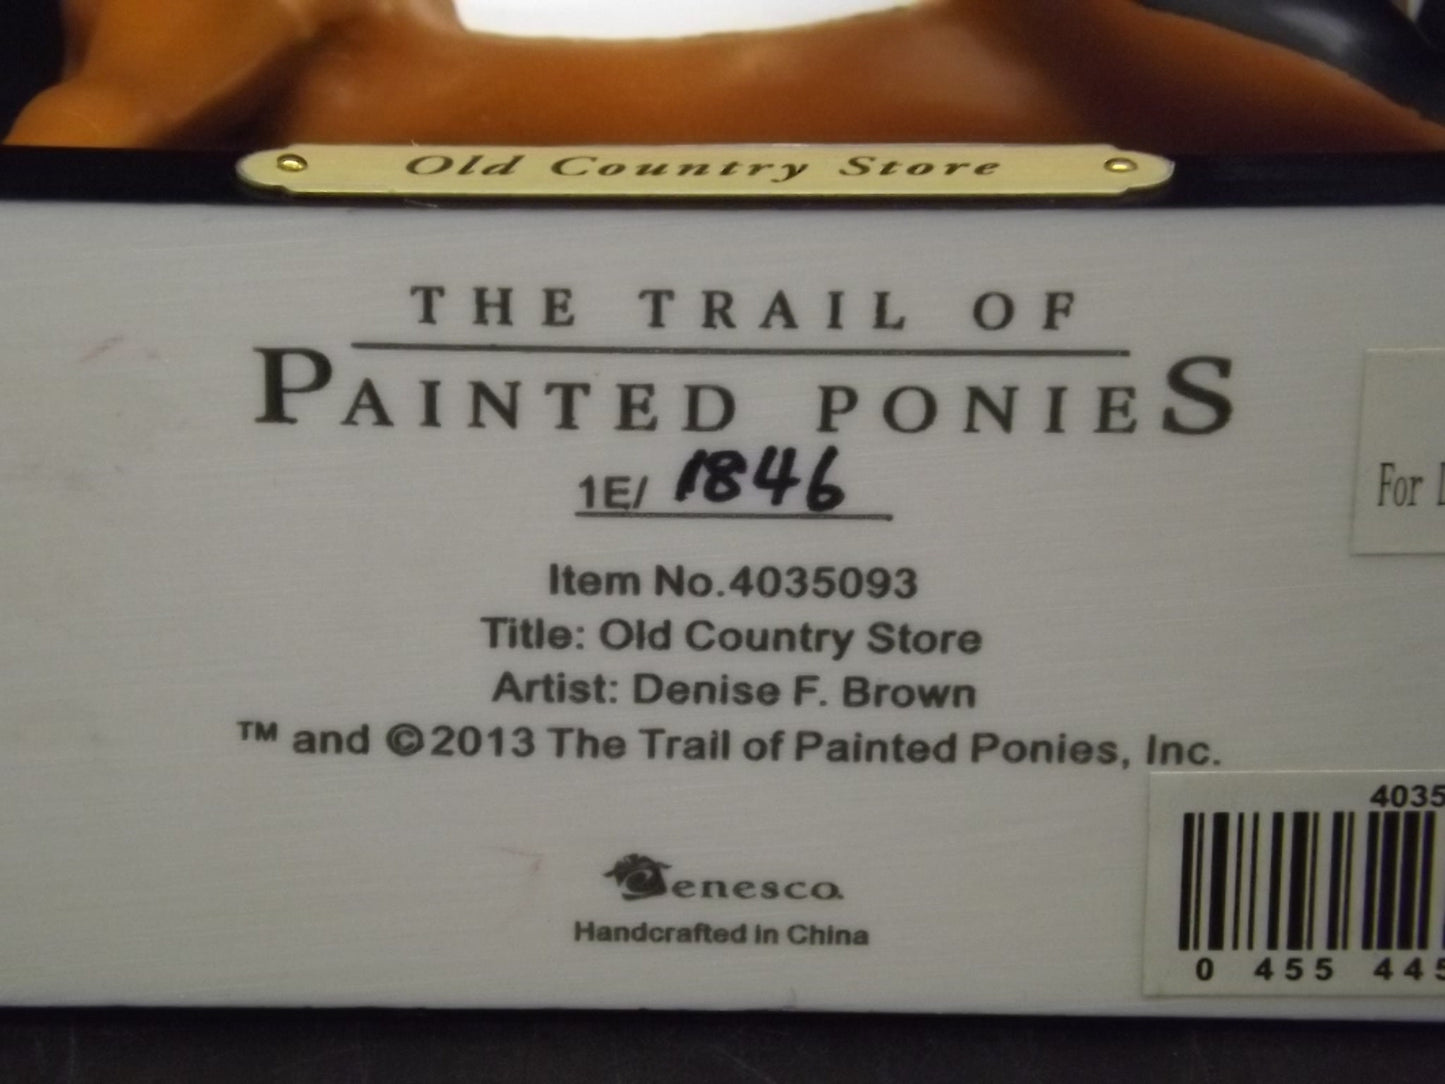 Old Country Store
THE TRAIL OF
PAINTED PONIES
1E/ 1846
For
Item No.4035093
Title: Old Country Store
Artist: Denise F. Brown
™ and ©2013 The Trail of Painted Ponies, Inc.
4035
0 455 445
enesco.
Handcrafted in China